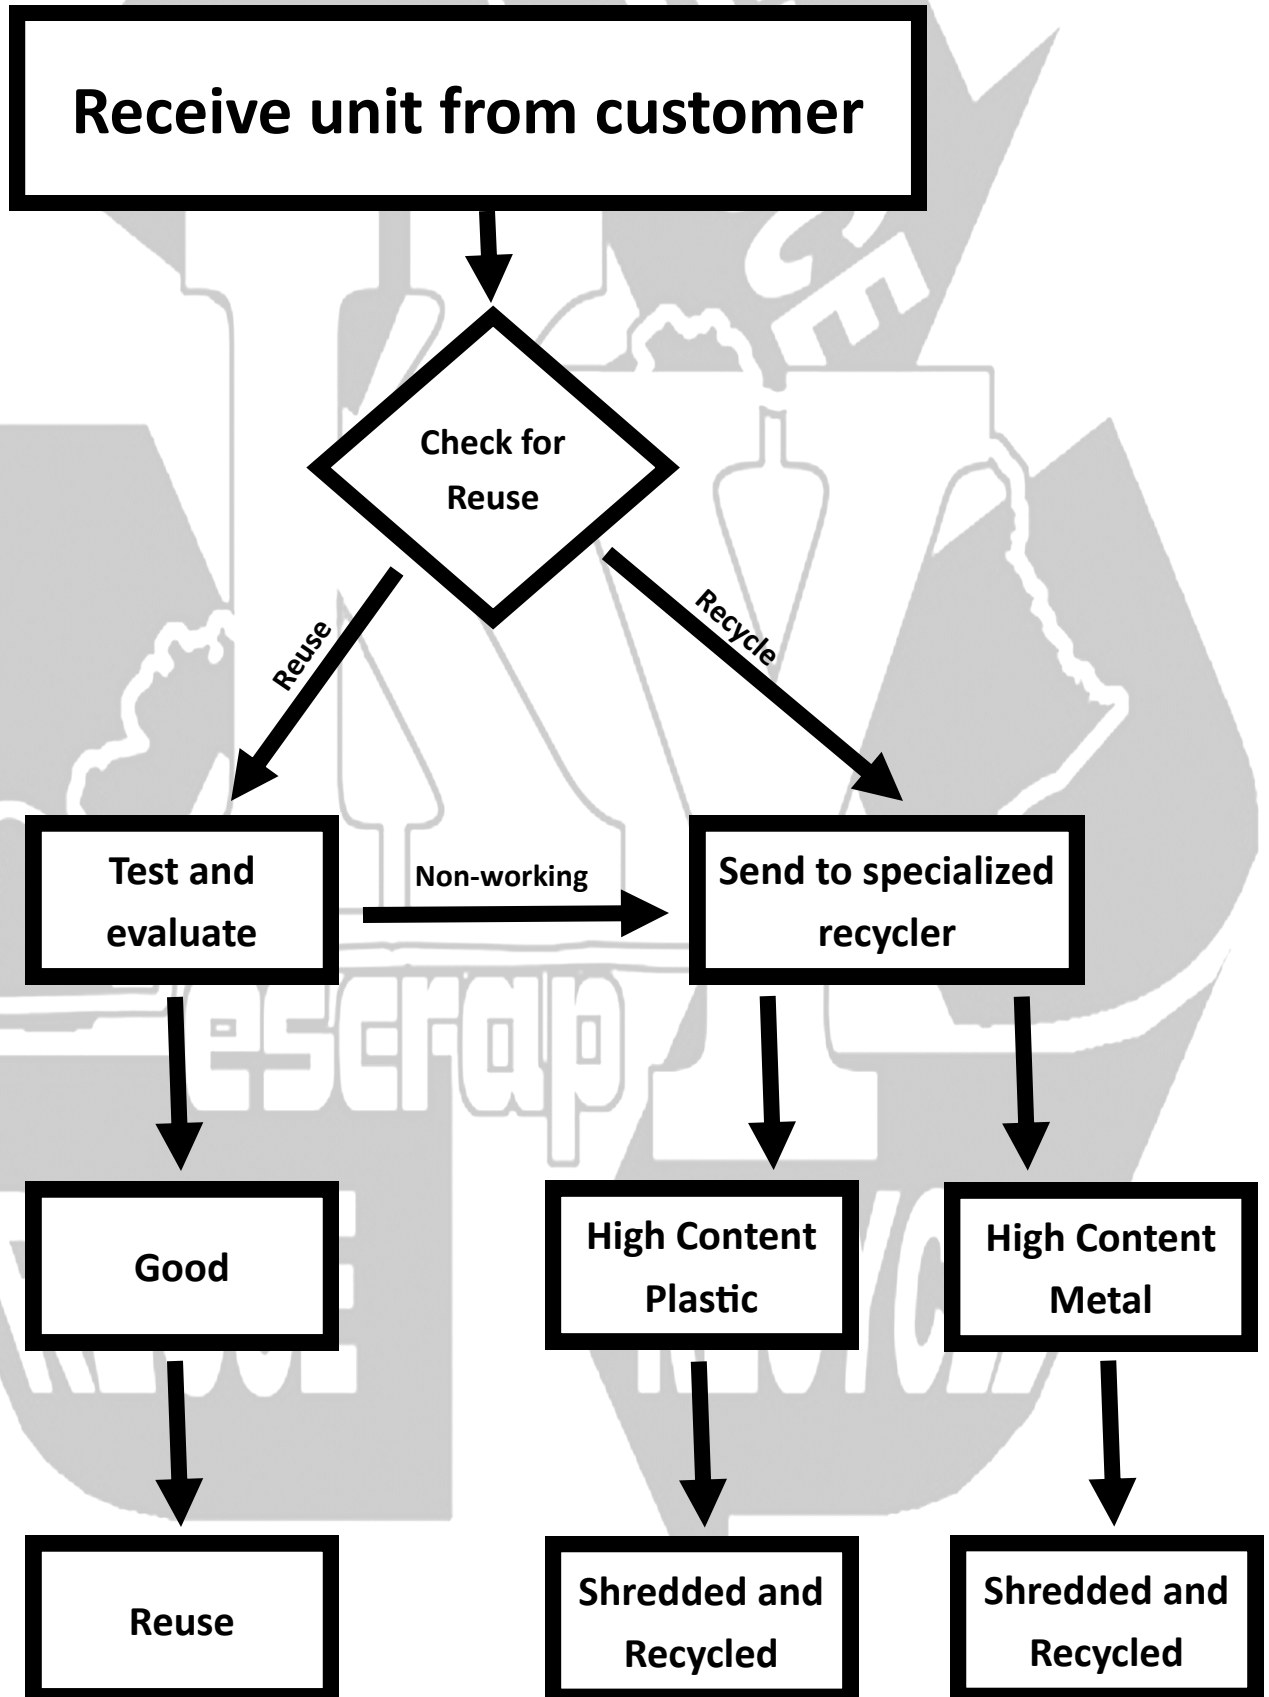 Receive unit from customer
Check for
Reuse
Reuse
Recycle
Test and
evaluate
Non-working
Send to specialized
recycler
escrap
Good
High Content
Plastic
High Content
Metal
Reuse
Shredded and
Recycled
Shredded and
Recycled